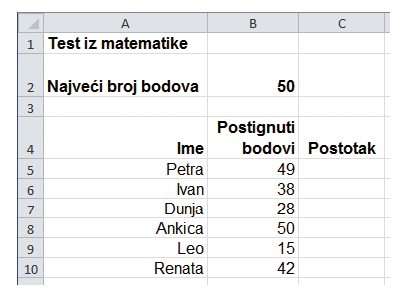 A B C
1 Test iz matematike
2 Najveći broj bodova 50
3
Postignuti
4 Ime bodovi Postotak
5 Petra 49
6 Ivan 38
7 Dunja 28
8 Ankica 50
9 Leo 15
10 Renata 42